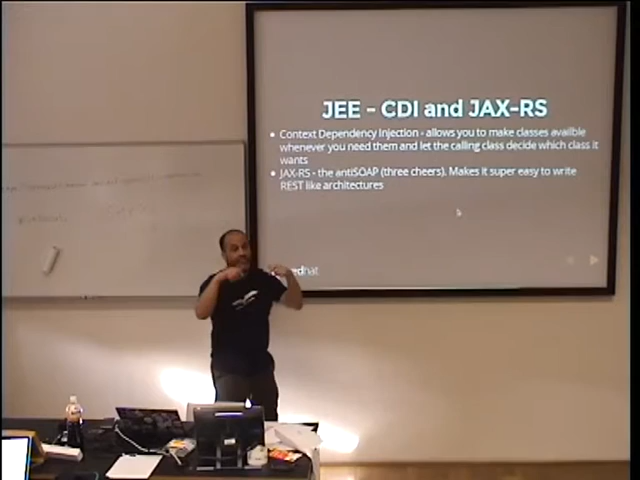 JEE - CDI and JAX-RS
Context Dependency Injection - allows you to make classes availble
whenever you need them and let the calling class decide which class it
wants
JAX-RS - the antiSOAP (three cheers). Makes it super easy to write
REST like architectures
edhat